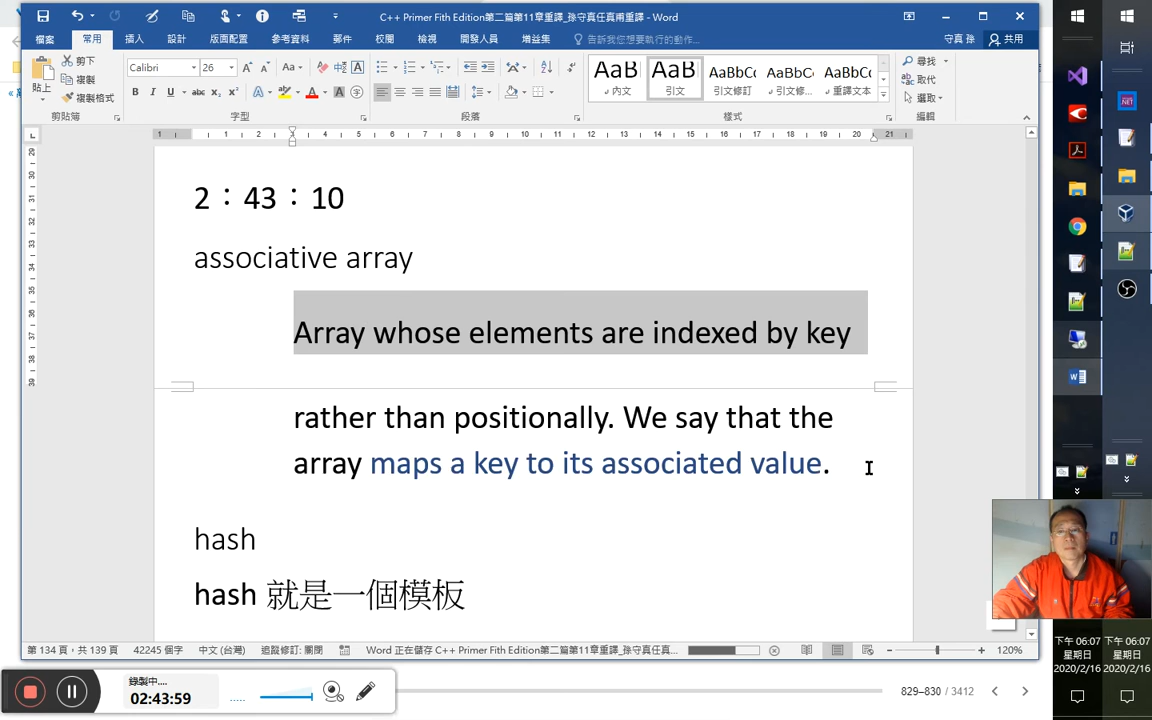 C++ Primer Fith Edition第二篇第11章重譯_孫守真任真甫重譯 - Word
檔案 常用 插入 設計 版面配置 參考資料 郵件 校閱 檢視 開發人員 增益集 告訴我您想要執行的動作... 守真 孫 共用
貼上 剪下 複製 複製格式
Calibri 26
AaB 內文
AaB 引文
AaBbCc 引文修訂
AaBbCc 引文修...
AaBbCc 重譯文本
尋找 取代 選取
剪貼簿 字型 段落 樣式 編輯
2:43:10
associative array
Array whose elements are indexed by key
rather than positionally. We say that the
array maps a key to its associated value.
hash
hash 就是一個模板
第 134 頁，共 139 頁 42245 個字 中文 (台灣) 追蹤修訂: 關閉 Word 正在儲存 C++ Primer Fith Edition第二篇第11章重譯_孫守真任真... 120%
錄製中....
02:43:59
829–830 / 3412
下午 06:07 下午 06:07
星期日 星期日
2020/2/16 2020/2/16